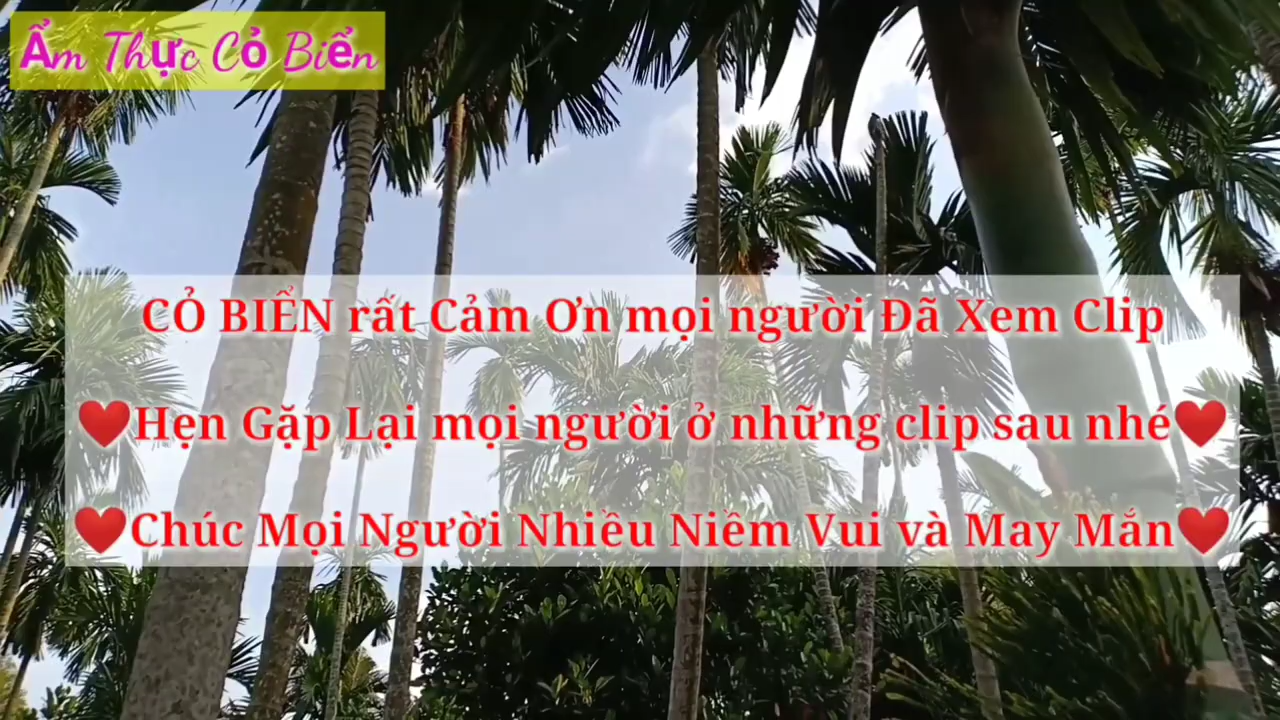 Ẩm Thực Cỏ Biển
CỎ BIỂN rất Cảm Ơn mọi người Đã Xem Clip
❤️Hẹn Gặp Lại mọi người ở những clip sau nhé❤️
❤️Chúc Mọi Người Nhiều Niềm Vui và May Mắn❤️